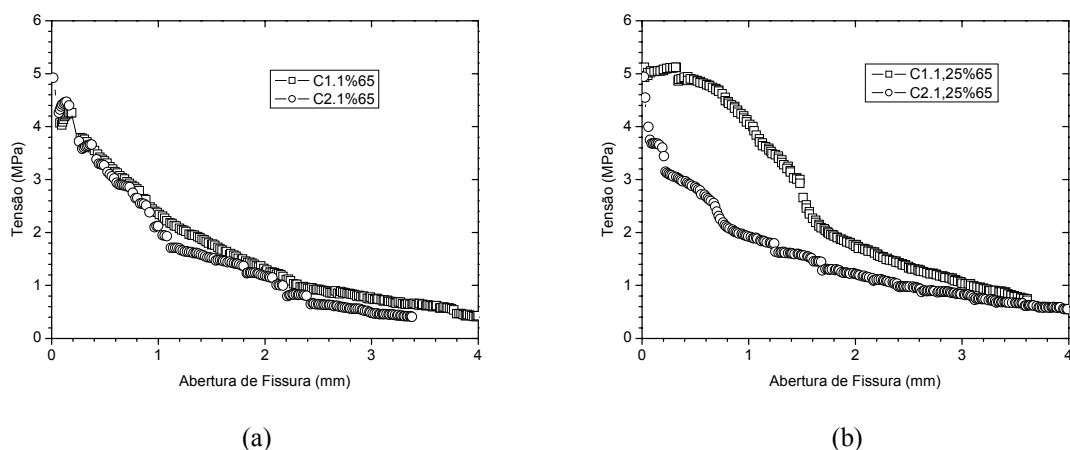 6
5
4
3
2
1
0
Tensão (MPa)
C1.1%65
C2.1%65
0 1 2 3 4
Abertura de Fissura (mm)
(a)
6
5
4
3
2
1
0
Tensão (MPa)
C1.1,25%65
C2.1,25%65
0 1 2 3 4
Abertura de Fissura (mm)
(b)